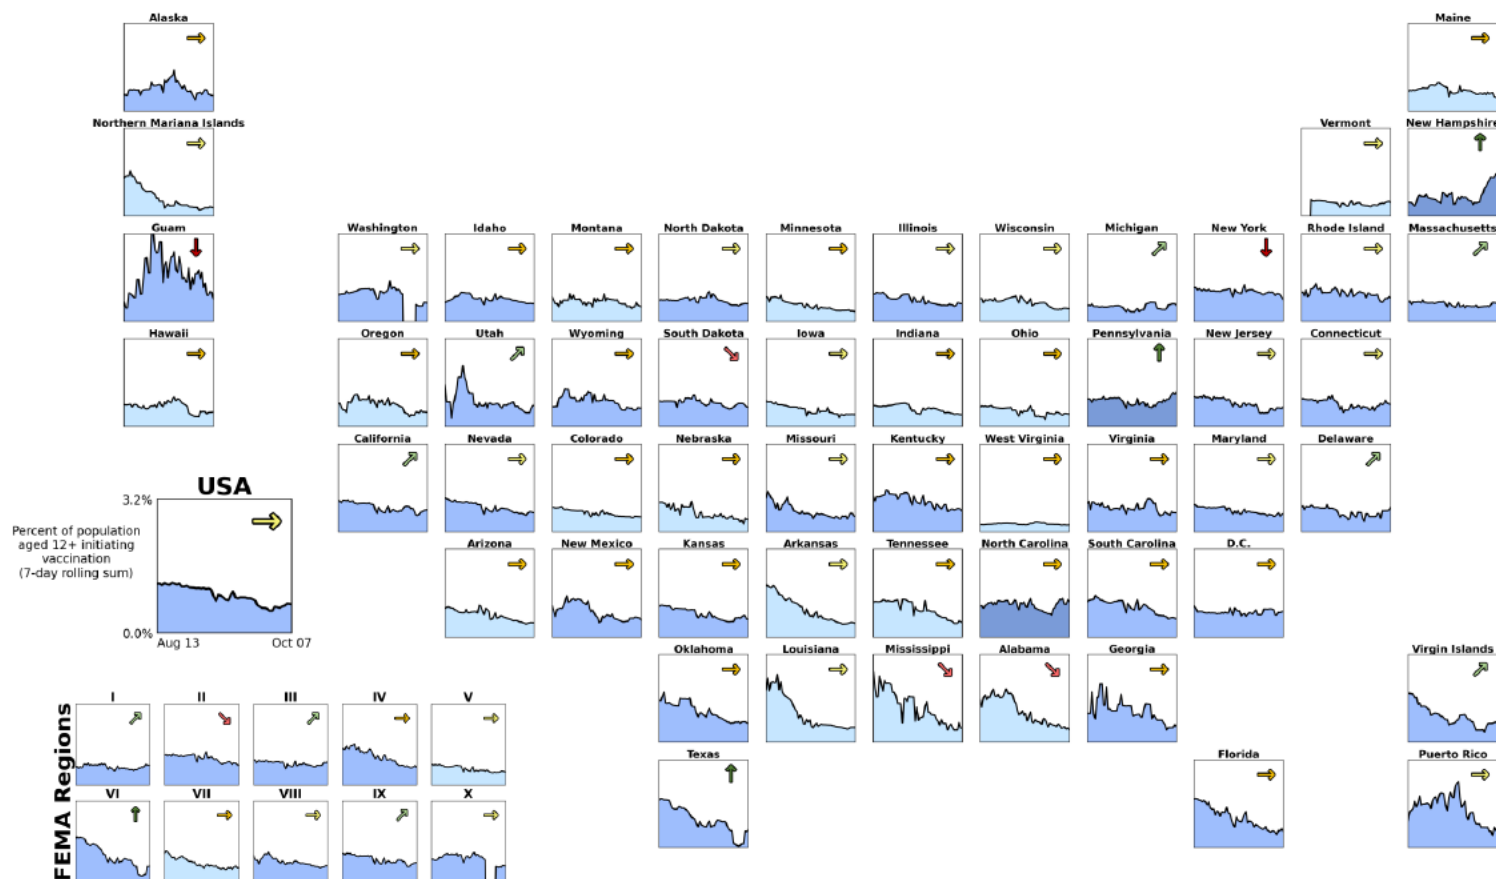 Alaska
Maine
Northern Mariana Islands
Vermont
New Hampshire
Guam
Washington
Idaho
Montana
North Dakota
Minnesota
Illinois
Wisconsin
Michigan
New York
Rhode Island
Massachusetts
Hawaii
Oregon
Utah
Wyoming
South Dakota
Iowa
Indiana
Ohio
Pennsylvania
New Jersey
Connecticut
California
Nevada
Colorado
Nebraska
Missouri
Kentucky
West Virginia
Virginia
Maryland
Delaware
USA
3.2%
Percent of population
aged 12+ initiating
vaccination
(7-day rolling sum)
0.0%
Aug 13
Oct 07
Arizona
New Mexico
Kansas
Arkansas
Tennessee
North Carolina
South Carolina
D.C.
Oklahoma
Louisiana
Mississippi
Alabama
Georgia
Virgin Islands
Texas
Florida
Puerto Rico
FEMA Regions
I
II
III
IV
V
VI
VII
VIII
IX
X